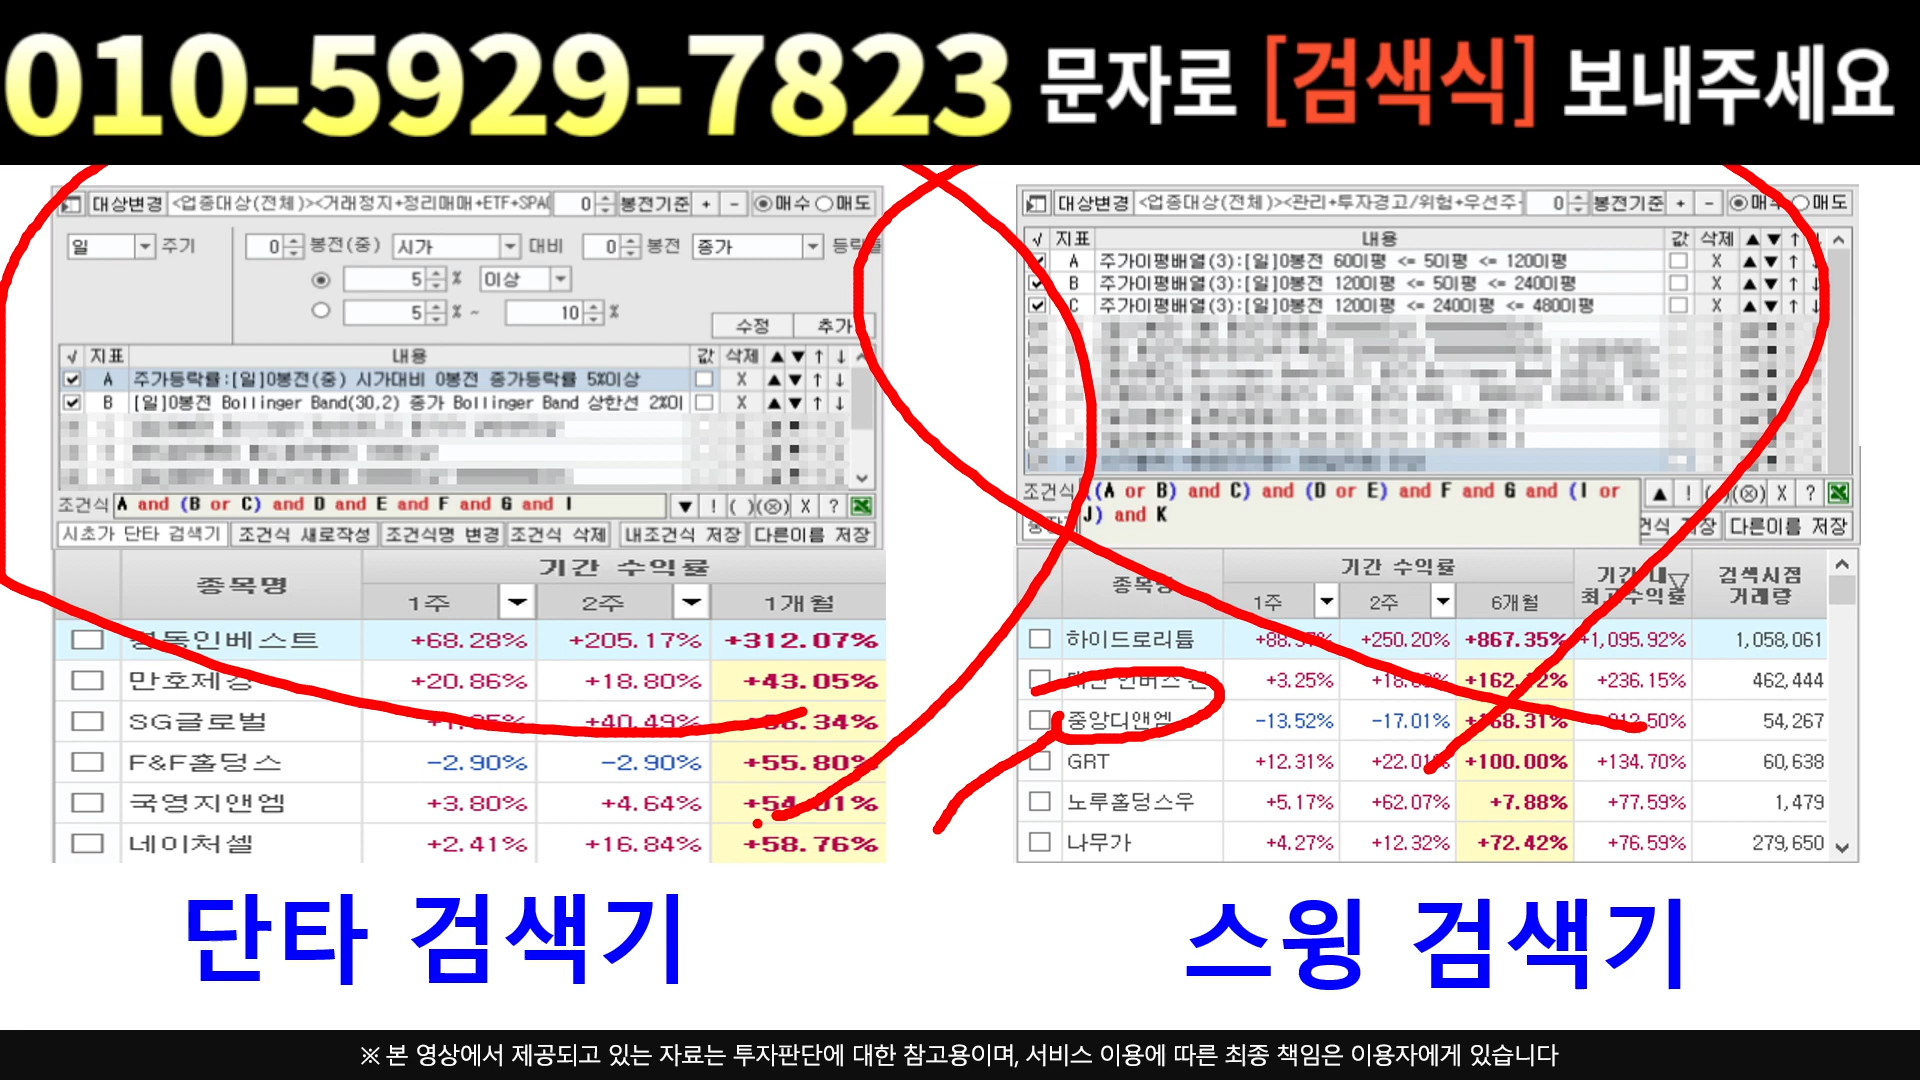 010-5929-7823 문자로 [검색식] 보내주세요
대상변경 <업종대상(전체)><거래정지+정리매매+ETF+SPAC 0 봉전기준 + - 매수 매도
일 주기 0 봉전(중) 시가 대비 0 봉전 종가
5 % 이상
5 % ~ 10 %
수정 추가
√ 지표 내용 값 삭제 ▲ ▼ ↑ ↓
A 주가등락률:[일]0봉전(중) 시가대비 0봉전 종가등락률 5%이상 X ▲ ▼ ↑ ↓
B [일]0봉전 Bollinger Band(30,2) 종가 Bollinger Band 상한선 2%이 X ▲ ▼ ↑ ↓
조건식 A and (B or C) and D and E and F and G and I ▼ ! ( ) (⊗) X ?
시초가 단타 검색기 조건식 새로작성 조건식명 변경 조건식 삭제 내조건식 저장 다른이름 저장
종목명 기간 수익률
1주 2주 1개월
+68.28% +205.17% +312.07%
만호제강 +20.86% +18.80% +43.05%
SG글로벌 +40.49%
F&F홀딩스 -2.90% -2.90% +55.80%
국영지앤엠 +3.80% +4.64%
네이처셀 +2.41% +16.84% +58.76%
단타 검색기
대상변경 <업종대상(전체)><관리+투자경고/위험+우선주+ 0 봉전기준 + - 매수 매도
√ 지표 내용 값 삭제 ▲ ▼ ↑ ↓
A 주가이평배열(3):[일]0봉전 60이평 <= 5이평 <= 120이평 X ▲ ▼ ↑ ↓
B 주가이평배열(3):[일]0봉전 120이평 <= 5이평 <= 240이평 X ▲ ▼ ↑ ↓
C 주가이평배열(3):[일]0봉전 120이평 <= 240이평 <= 480이평 X ▲ ▼ ↑ ↓
조건식 ((A or B) and C) and (D or E) and F and G and (I or ▲ ! ( ) (⊗) X ?
J) and K
저장 다른이름 저장
종목명 기간 수익률 기간 내 최고수익률 검색시점 거래량
1주 2주 6개월
하이드로리튬 +250.20% +867.35% +1,095.92% 1,058,061
+3.25% +236.15% 462,444
중앙디앤엠 -13.52% -17.01% 54,267
GRT +12.31% +100.00% +134.70% 60,638
노루홀딩스우 +5.17% +62.07% +7.88% +77.59% 1,479
나무가 +4.27% +12.32% +72.42% +76.59% 279,650
스윙 검색기
※ 본 영상에서 제공되고 있는 자료는 투자판단에 대한 참고용이며, 서비스 이용에 따른 최종 책임은 이용자에게 있습니다